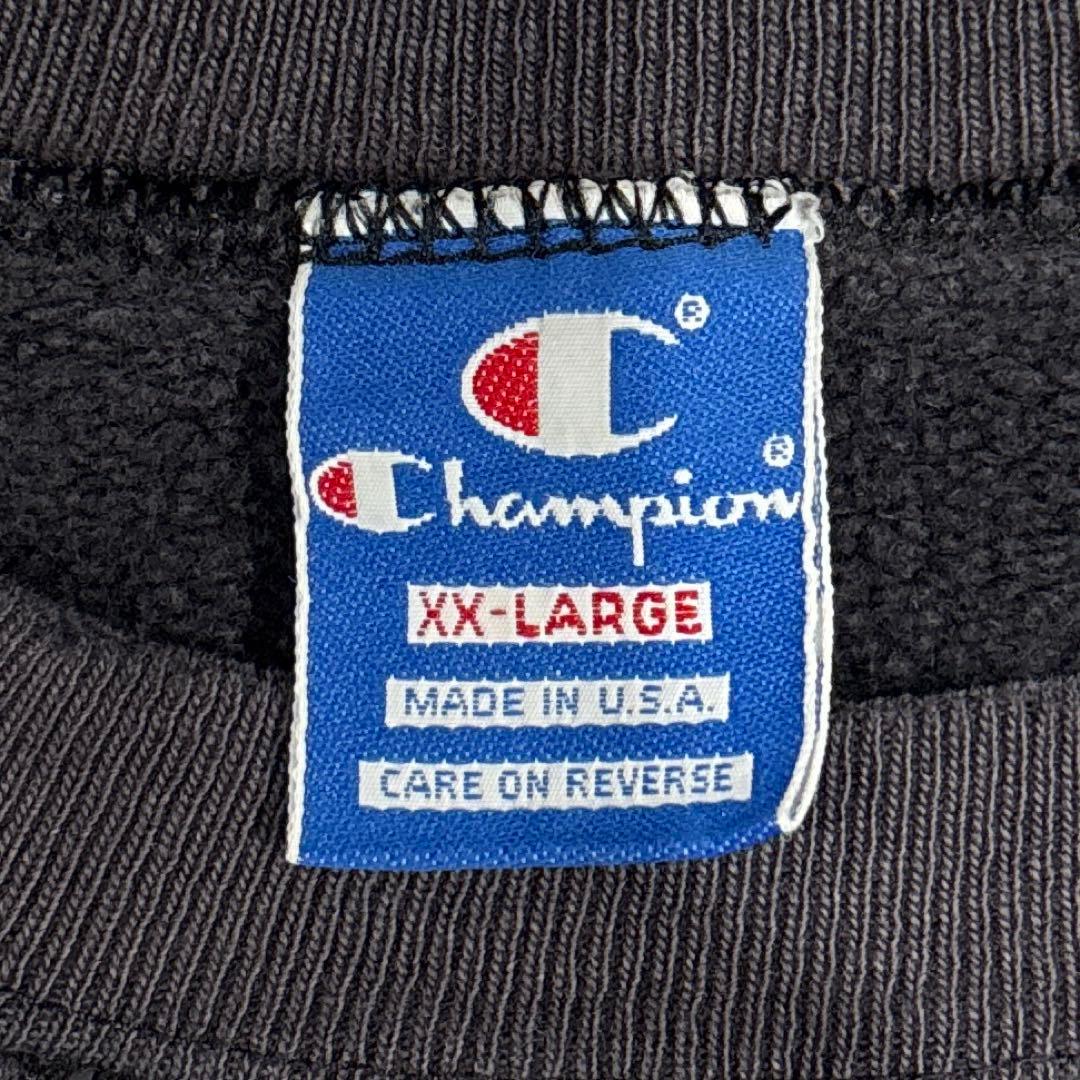 ®
Champion®
XX-LARGE
MADE IN U.S.A.
CARE ON REVERSE